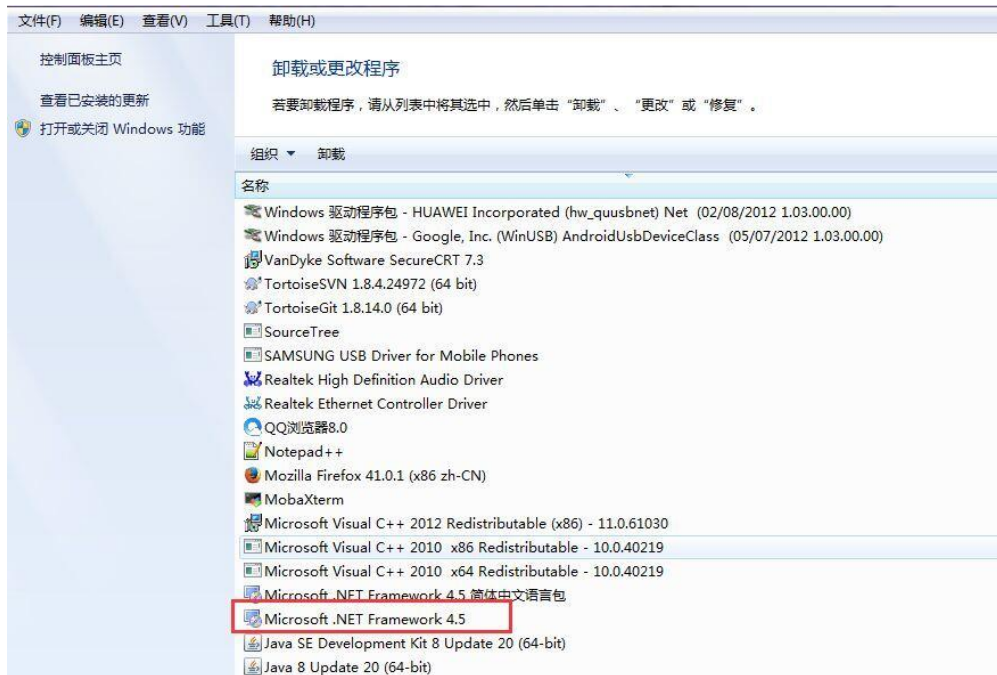 文件(F) 编辑(E) 查看(V) 工具(T) 帮助(H)
控制面板主页
查看已安装的更新
打开或关闭 Windows 功能
卸载或更改程序
若要卸载程序，请从列表中将其选中，然后单击“卸载”、“更改”或“修复”。
组织 卸载
名称
Windows 驱动程序包 - HUAWEI Incorporated (hw_quusbnet) Net (02/08/2012 1.03.00.00)
Windows 驱动程序包 - Google, Inc. (WinUSB) AndroidUsbDeviceClass (05/07/2012 1.03.00.00)
VanDyke Software SecureCRT 7.3
TortoiseSVN 1.8.4.24972 (64 bit)
TortoiseGit 1.8.14.0 (64 bit)
SourceTree
SAMSUNG USB Driver for Mobile Phones
Realtek High Definition Audio Driver
Realtek Ethernet Controller Driver
QQ浏览器8.0
Notepad++
Mozilla Firefox 41.0.1 (x86 zh-CN)
MobaXterm
Microsoft Visual C++ 2012 Redistributable (x86) - 11.0.61030
Microsoft Visual C++ 2010 x86 Redistributable - 10.0.40219
Microsoft Visual C++ 2010 x64 Redistributable - 10.0.40219
Microsoft .NET Framework 4.5 简体中文语言包
Microsoft .NET Framework 4.5
Java SE Development Kit 8 Update 20 (64-bit)
Java 8 Update 20 (64-bit)